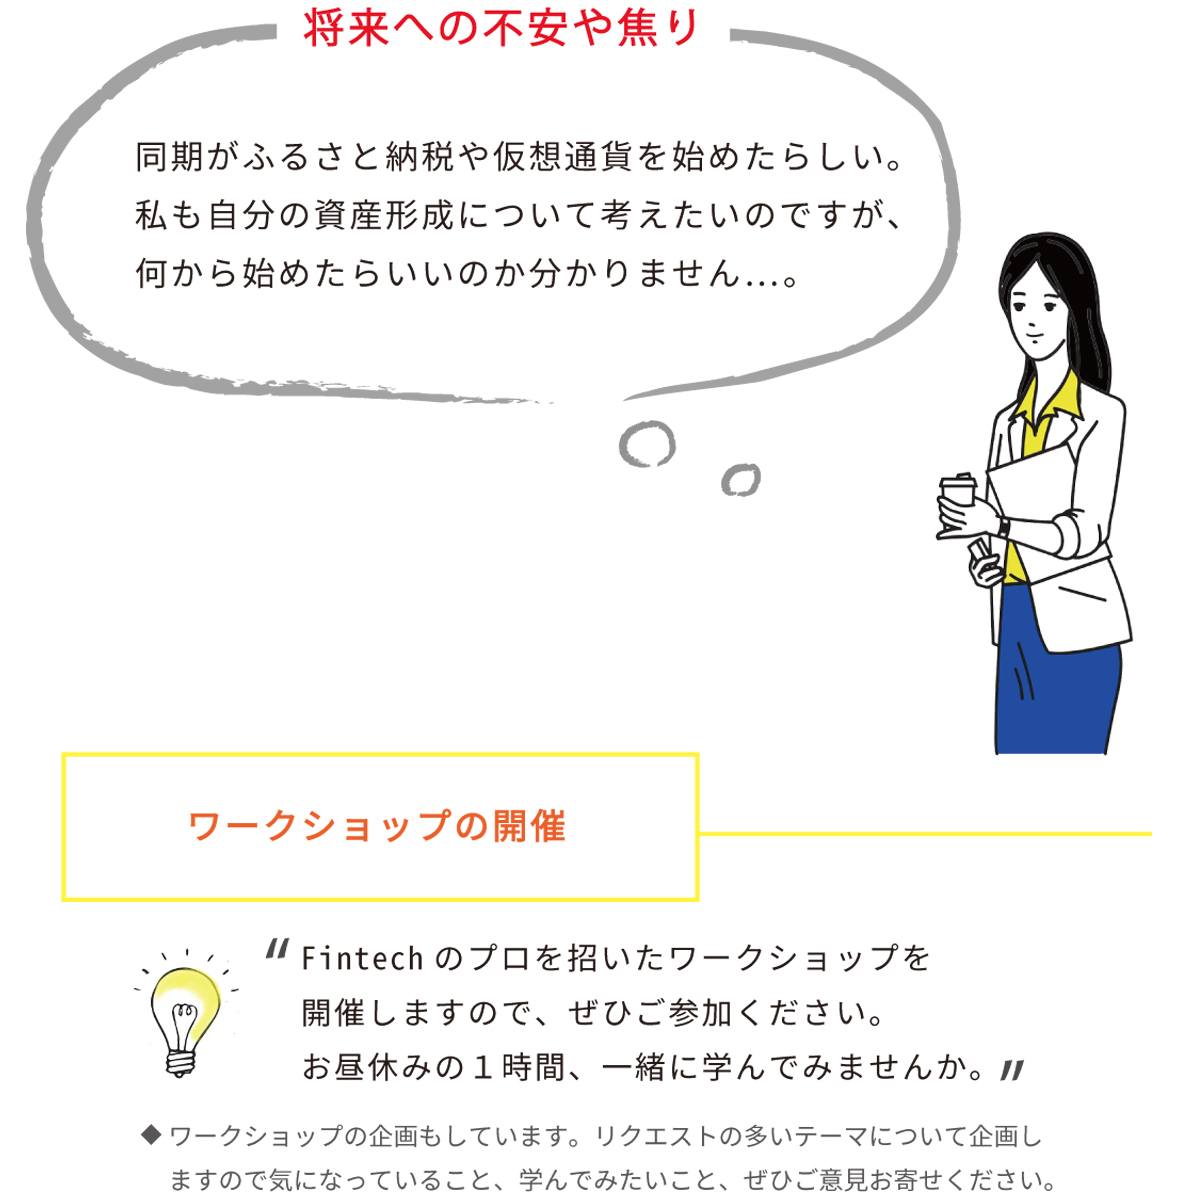 将来への不安や焦り
同期がふるさと納税や仮想通貨を始めたらしい。
私も自分の資産形成について考えたいのですが、
何から始めたらいいのか分かりません…。
ワークショップの開催
“Fintech のプロを招いたワークショップを
開催しますので、ぜひご参加ください。
お昼休みの１時間、一緒に学んでみませんか。”
◆ ワークショップの企画もしています。リクエストの多いテーマについて企画し
ますので気になっていること、学んでみたいこと、ぜひご意見お寄せください。